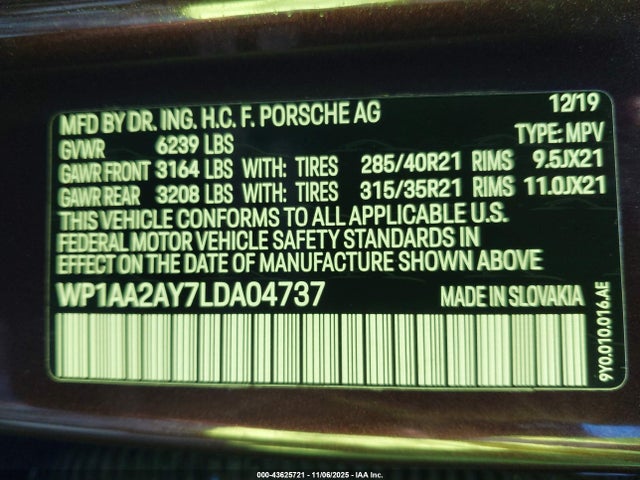 MFD BY DR. ING. H.C. F. PORSCHE AG 12/19
GVWR 6239 LBS TYPE: MPV
GAWR FRONT 3164 LBS WITH: TIRES 285/40R21 RIMS 9.5JX21
GAWR REAR 3208 LBS WITH: TIRES 315/35R21 RIMS 11.0JX21
THIS VEHICLE CONFORMS TO ALL APPLICABLE U.S.
FEDERAL MOTOR VEHICLE SAFETY STANDARDS IN
EFFECT ON THE DATE OF MANUFACTURE SHOWN ABOVE
WP1AA2AY7LDA04737 MADE IN SLOVAKIA
9Y0.010.016.AE
000-43625721 - 11/06/2025 - IAA Inc.